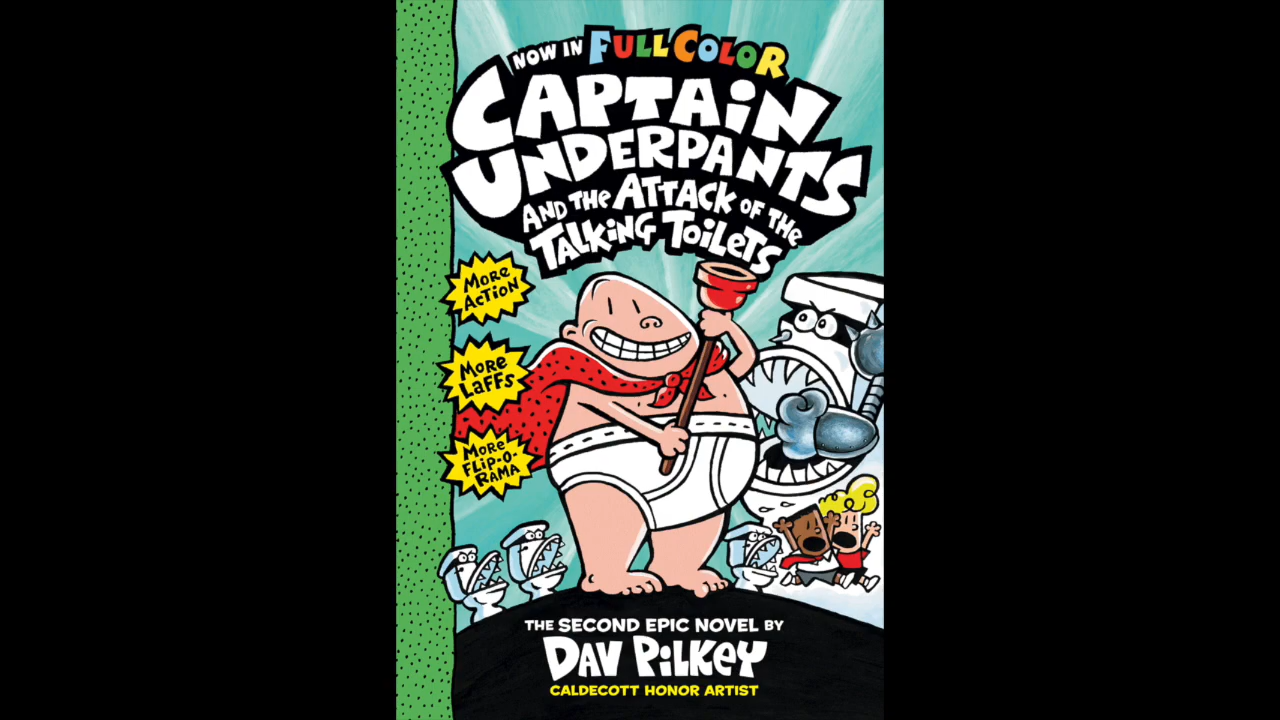 NOW IN FULL COLOR
CAPTAIN
UNDERPANTS
AND THE ATTACK OF THE
TALKING TOILETS
MORE
ACTION
MORE
LAFFS
MORE
FLIP-O-
RAMA
THE SECOND EPIC NOVEL BY
DAV PILKEY
CALDECOTT HONOR ARTIST